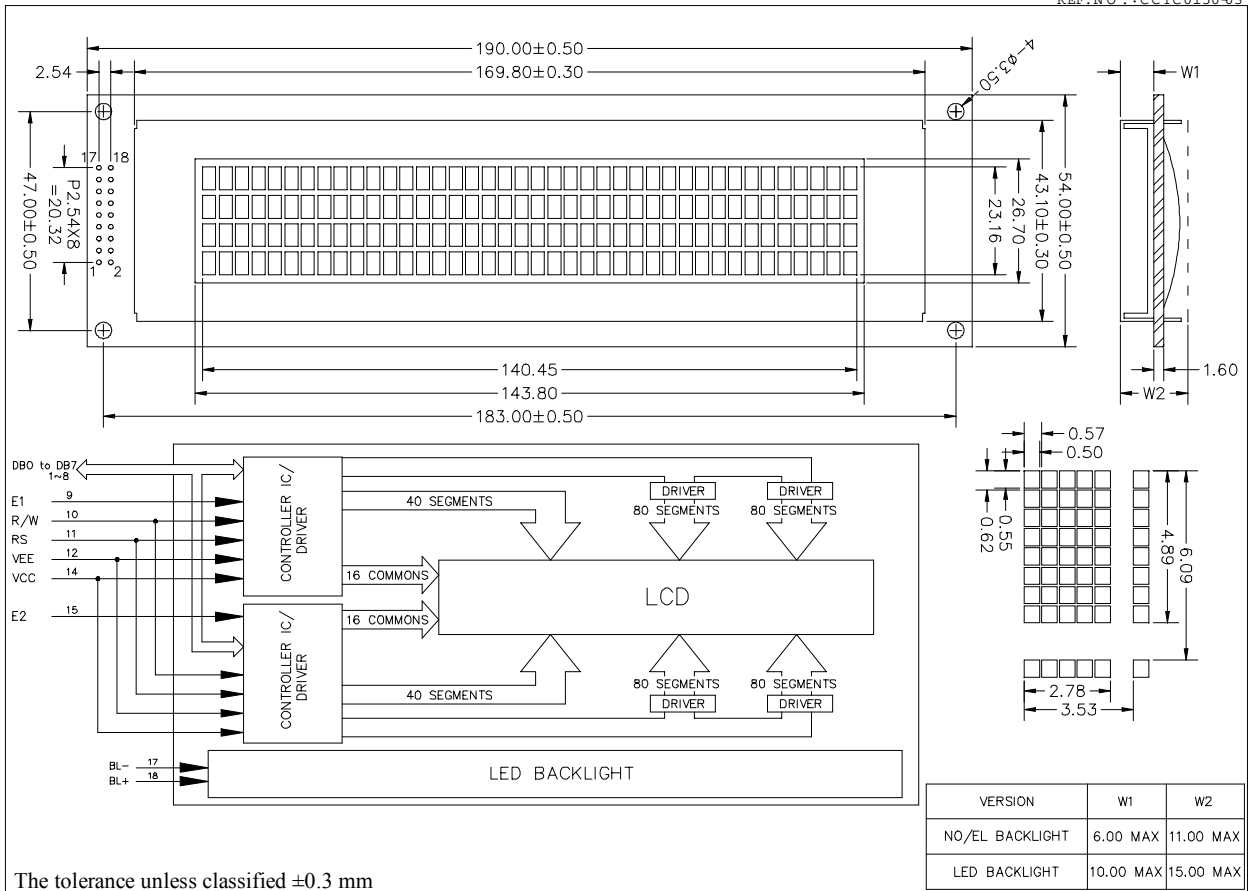 REF.NO.:CCTC0130-03
190.00±0.50
2.54
169.80±0.30
4-ø3.50
W1
17 18
47.00±0.50
P2.54X8
=20.32
1 2
23.16
26.70
43.10±0.30
54.00±0.50
140.45
143.80
183.00±0.50
1.60
W2
DB0 to DB7
1~8
E1 9
R/W 10
RS 11
VEE 12
VCC 14
E2 15
CONTROLLER IC/
DRIVER
CONTROLLER IC/
DRIVER
40 SEGMENTS
DRIVER
80 SEGMENTS
DRIVER
80 SEGMENTS
16 COMMONS
LCD
16 COMMONS
40 SEGMENTS
80 SEGMENTS
DRIVER
80 SEGMENTS
DRIVER
BL- 17
BL+ 18
LED BACKLIGHT
0.57
0.50
0.55
0.62
4.89
6.09
2.78
3.53
VERSION W1 W2
NO/EL BACKLIGHT 6.00 MAX 11.00 MAX
LED BACKLIGHT 10.00 MAX 15.00 MAX
The tolerance unless classified ±0.3 mm